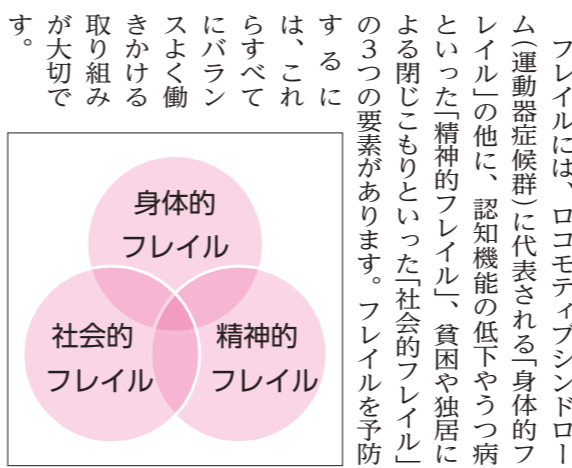 フレイルには、ロコモティブシンドロー
ム(運動器症候群)に代表される「身体的フ
レイル」の他に、認知機能の低下やうつ病
といった「精神的フレイル」、貧困や独居に
よる閉じこもりといった「社会的フレイル」
の3つの要素があります。フレイルを予防
するに
は、これ
らすべて
にバラン
スよく働
きかける
取り組み
が大切で
す。
身体的
フレイル
社会的
フレイル
精神的
フレイル